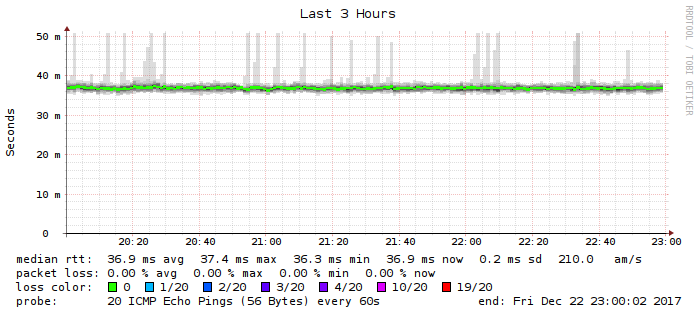 Last 3 Hours
RRDTOOL / TOBI OETIKER
Seconds
50 m
40 m
30 m
20 m
10 m
0
20:20 20:40 21:00 21:20 21:40 22:00 22:20 22:40 23:00
median rtt: 36.9 ms avg 37.4 ms max 36.3 ms min 36.9 ms now 0.2 ms sd 210.0 am/s
packet loss: 0.00 % avg 0.00 % max 0.00 % min 0.00 % now
loss color: 0 1/20 2/20 3/20 4/20 10/20 19/20
probe: 20 ICMP Echo Pings (56 Bytes) every 60s end: Fri Dec 22 23:00:02 2017